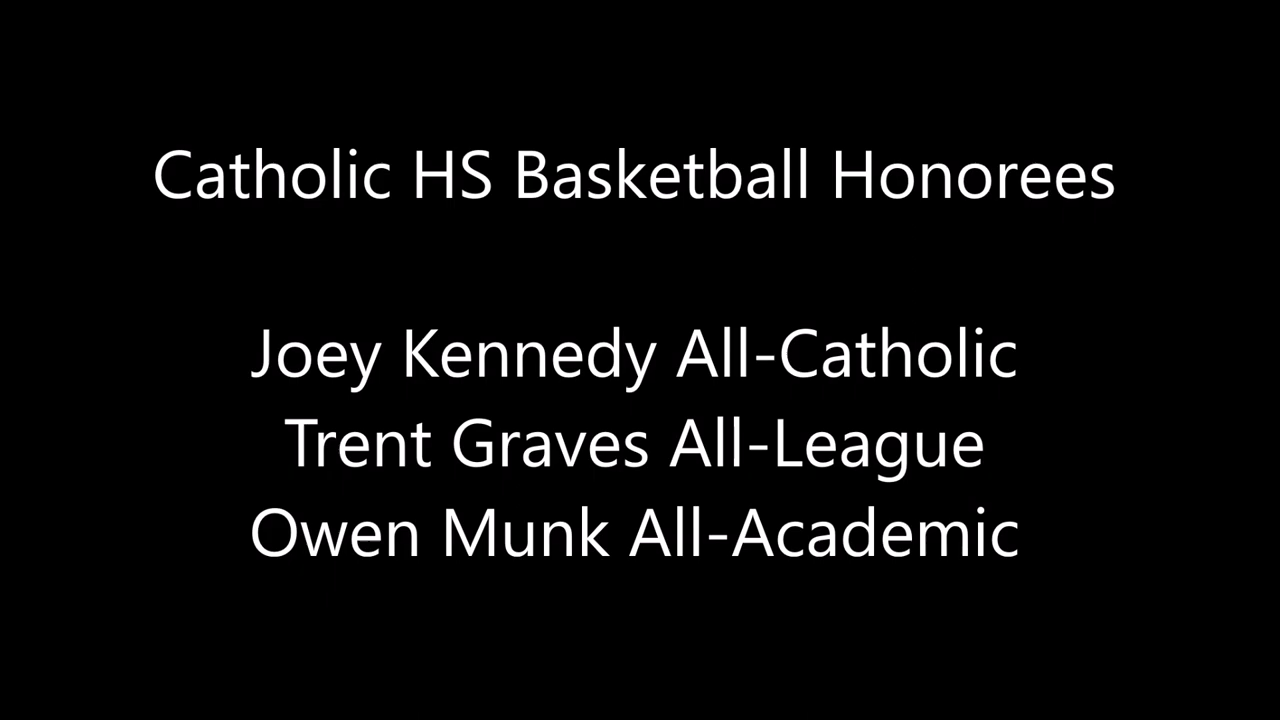 Catholic HS Basketball Honorees
Joey Kennedy All-Catholic
Trent Graves All-League
Owen Munk All-Academic